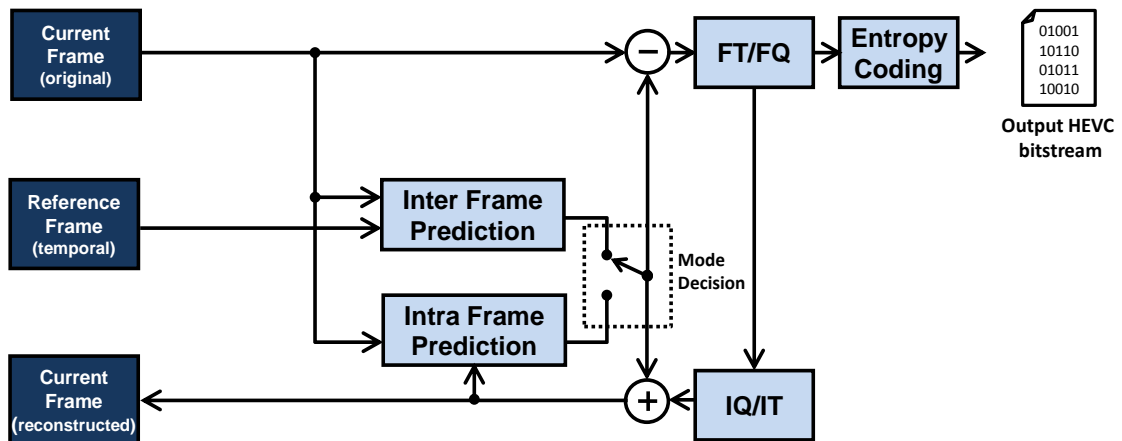 Current
Frame
(original)
−
FT/FQ
Entropy
Coding
01001
10110
01011
10010
Output HEVC
bitstream
Reference
Frame
(temporal)
Inter Frame
Prediction
Mode
Decision
Intra Frame
Prediction
Current
Frame
(reconstructed)
+
IQ/IT